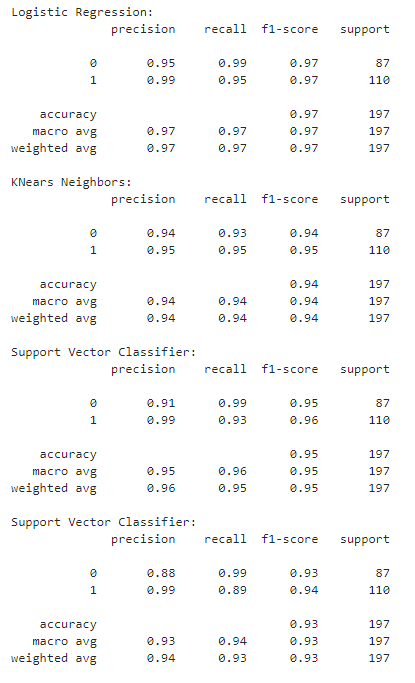 Logistic Regression:
precision recall f1-score support
0 0.95 0.99 0.97 87
1 0.99 0.95 0.97 110
accuracy 0.97 197
macro avg 0.97 0.97 0.97 197
weighted avg 0.97 0.97 0.97 197
KNears Neighbors:
precision recall f1-score support
0 0.94 0.93 0.94 87
1 0.95 0.95 0.95 110
accuracy 0.94 197
macro avg 0.94 0.94 0.94 197
weighted avg 0.94 0.94 0.94 197
Support Vector Classifier:
precision recall f1-score support
0 0.91 0.99 0.95 87
1 0.99 0.93 0.96 110
accuracy 0.95 197
macro avg 0.95 0.96 0.95 197
weighted avg 0.96 0.95 0.95 197
Support Vector Classifier:
precision recall f1-score support
0 0.88 0.99 0.93 87
1 0.99 0.89 0.94 110
accuracy 0.93 197
macro avg 0.93 0.94 0.93 197
weighted avg 0.94 0.93 0.93 197